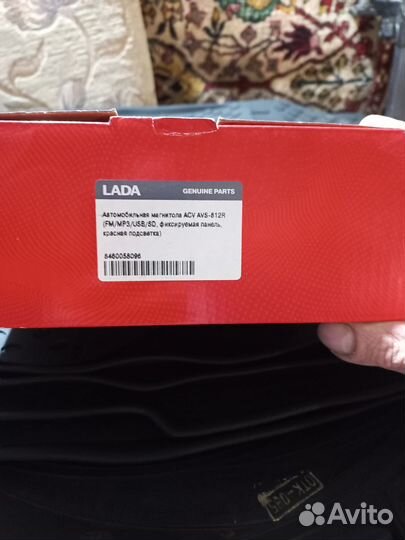 LADA GENUINE PARTS
Автомобильная магнитола ACV AVS-812R
(FM/MP3/USB/SD, фиксируемая панель,
красная подсветка)
8450058096
Avito